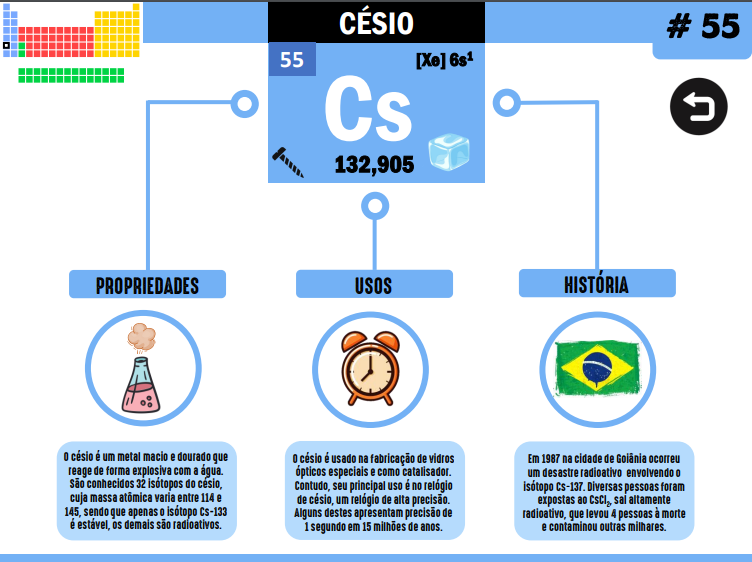 CÉSIO
# 55
55
[Xe] 6s¹
Cs
132,905
PROPRIEDADES
USOS
HISTÓRIA
O césio é um metal macio e dourado que
reage de forma explosiva com a água.
São conhecidos 32 isótopos do césio,
cuja massa atômica varia entre 114 e
145, sendo que apenas o isótopo Cs-133
é estável, os demais são radioativos.
O césio é usado na fabricação de vidros
ópticos especiais e como catalisador.
Contudo, seu principal uso é no relógio
de césio, um relógio de alta precisão.
Alguns destes apresentam precisão de
1 segundo em 15 milhões de anos.
Em 1987 na cidade de Goiânia ocorreu
um desastre radioativo envolvendo o
isótopo Cs-137. Diversas pessoas foram
expostas ao CsCl₂, sal altamente
radioativo, que levou 4 pessoas à morte
e contaminou outras milhares.